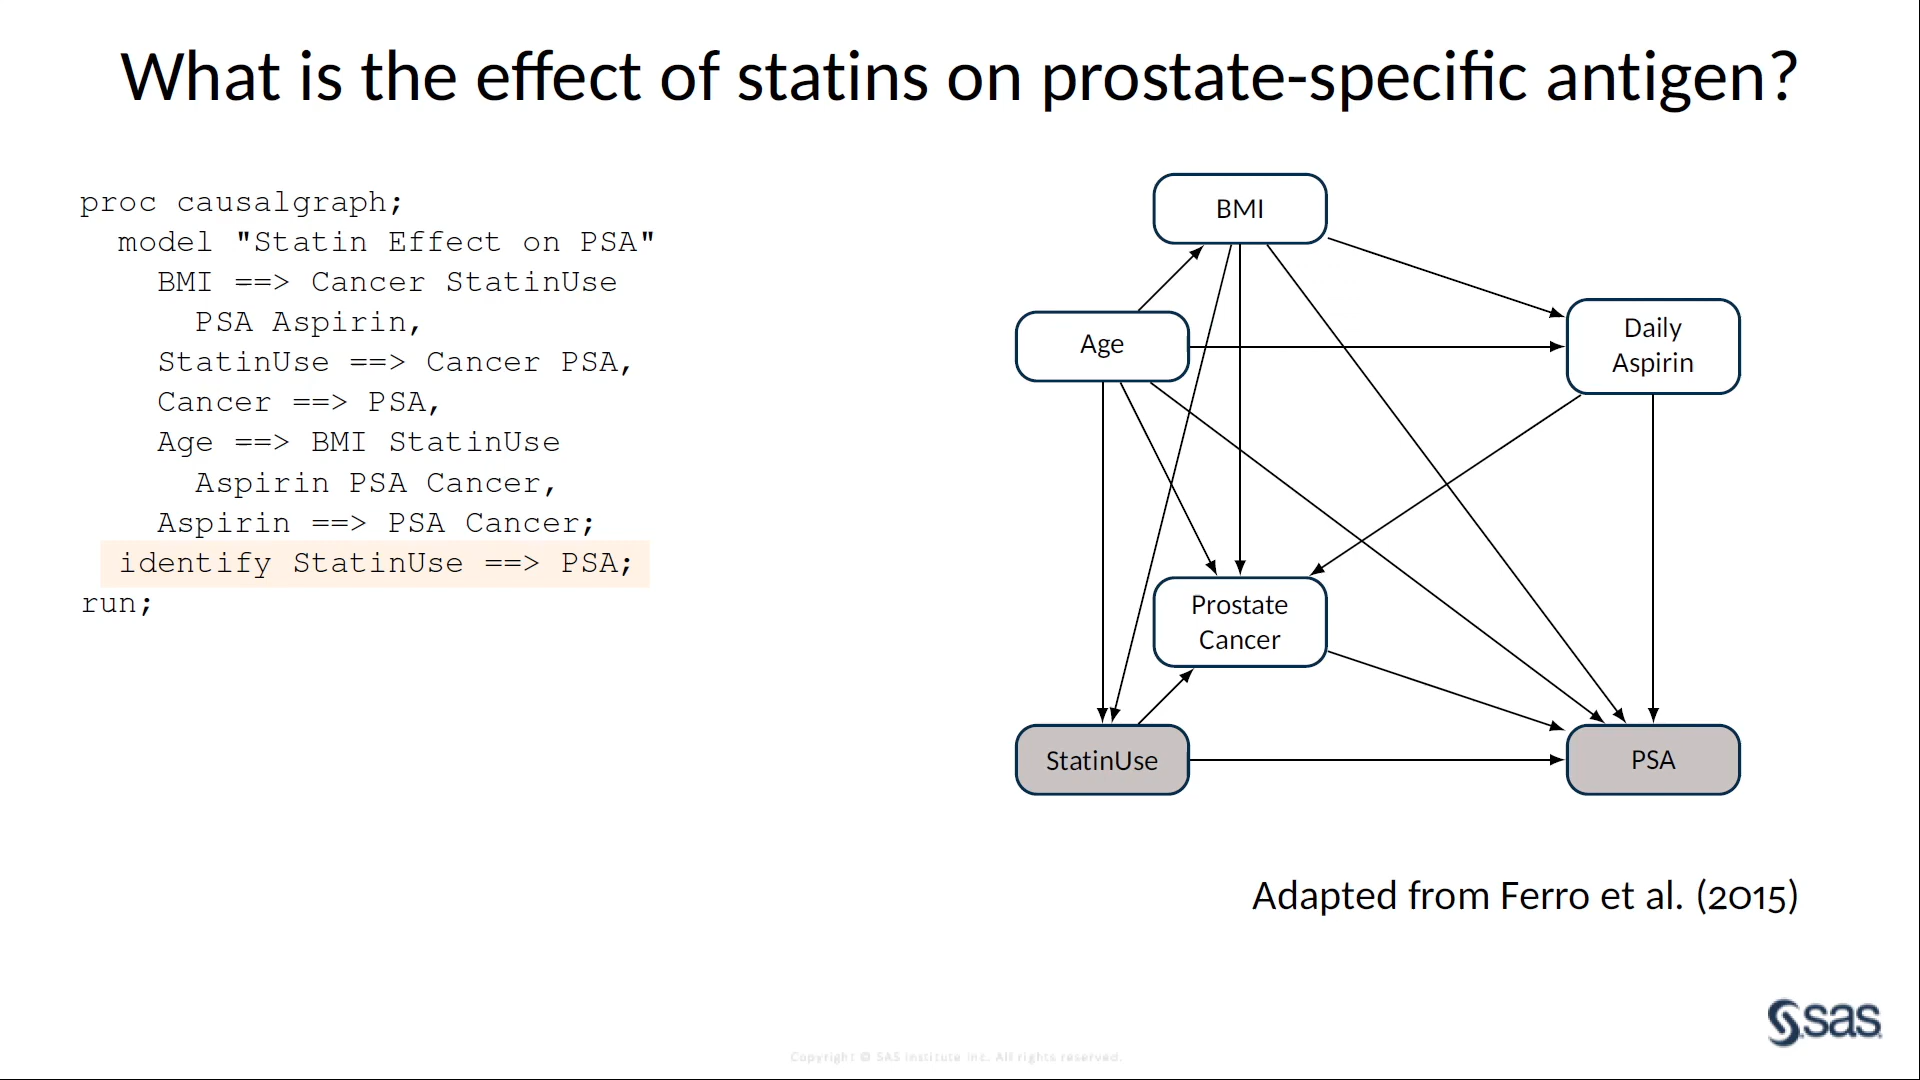 What is the effect of statins on prostate-specific antigen?
proc causalgraph;
model "Statin Effect on PSA"
BMI ==> Cancer StatinUse
PSA Aspirin,
StatinUse ==> Cancer PSA,
Cancer ==> PSA,
Age ==> BMI StatinUse
Aspirin PSA Cancer,
Aspirin ==> PSA Cancer;
identify StatinUse ==> PSA;
run;
BMI
Age
Daily
Aspirin
Prostate
Cancer
StatinUse
PSA
Adapted from Ferro et al. (2015)
sas
Copyright © SAS Institute Inc. All rights reserved.